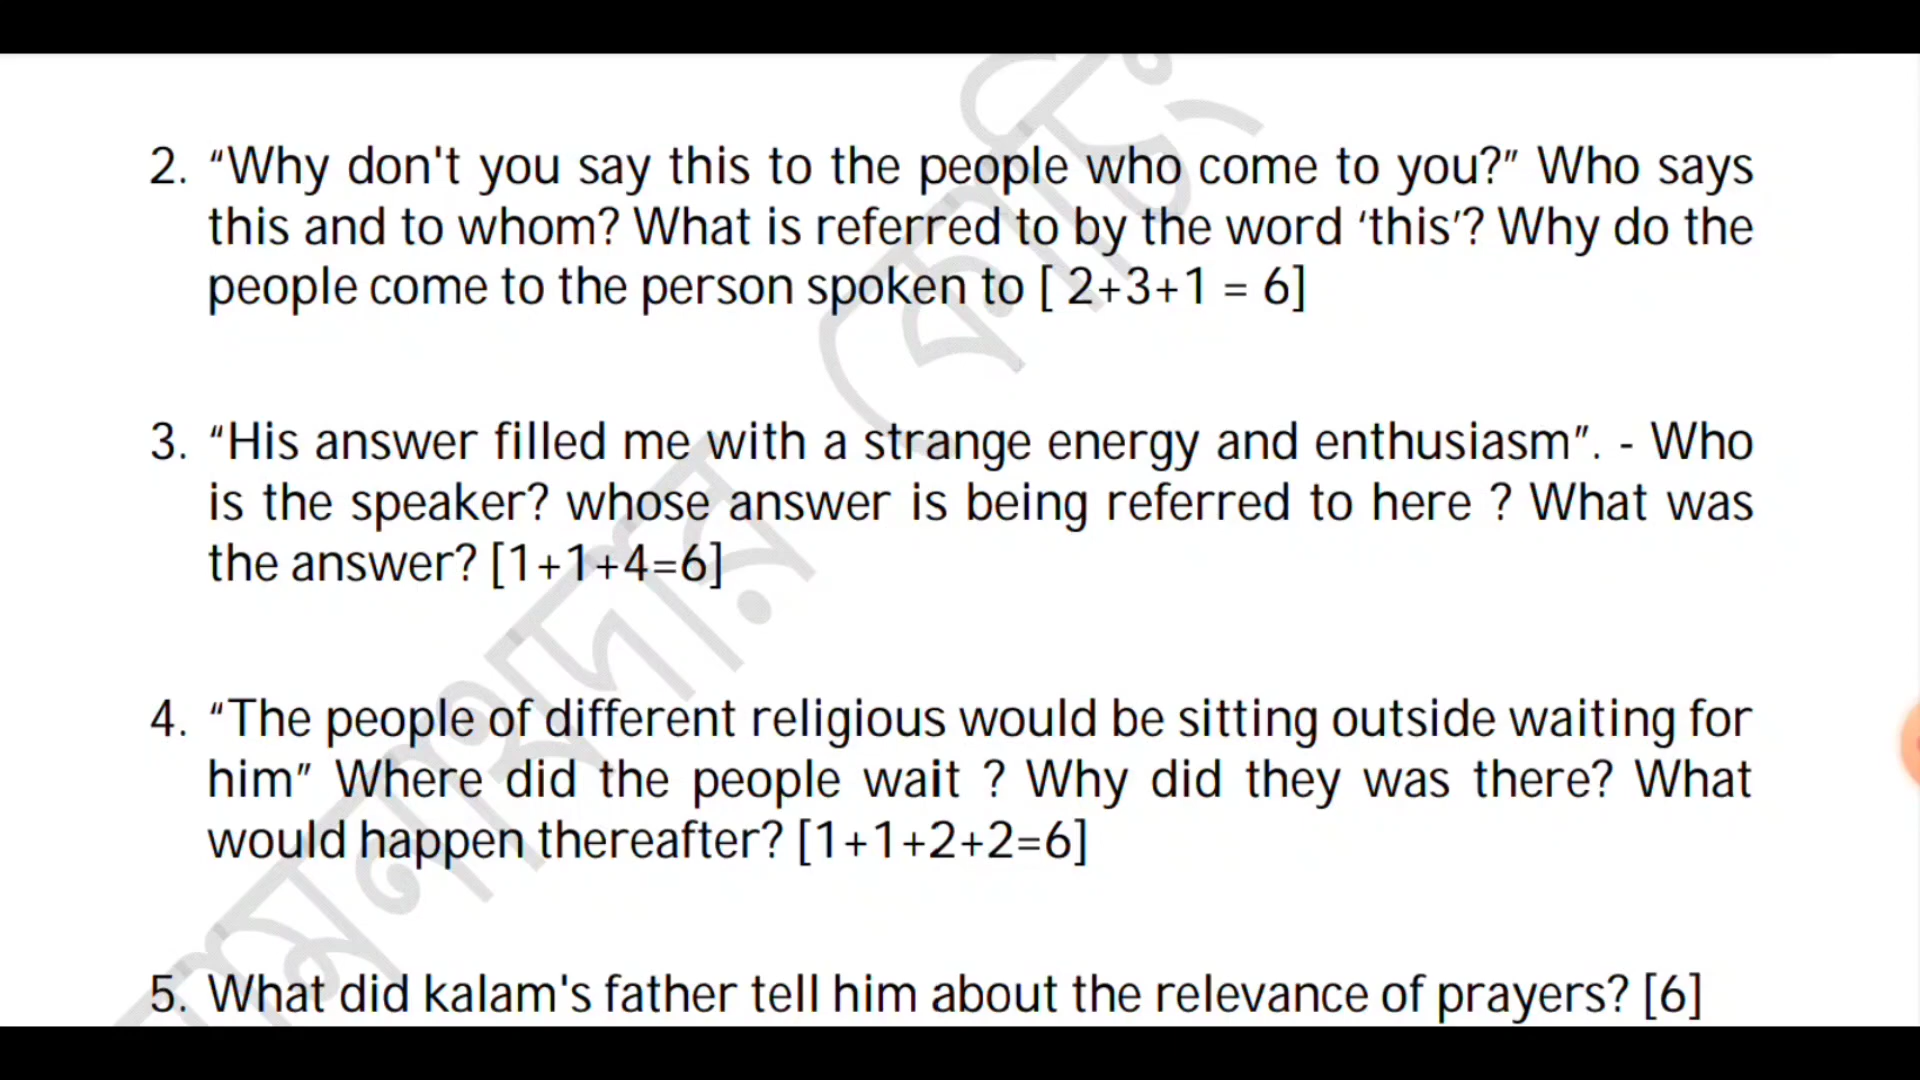 2. “Why don't you say this to the people who come to you?” Who says
this and to whom? What is referred to by the word ‘this’? Why do the
people come to the person spoken to [ 2+3+1 = 6]
3. “His answer filled me with a strange energy and enthusiasm”. - Who
is the speaker? whose answer is being referred to here ? What was
the answer? [1+1+4=6]
4. “The people of different religious would be sitting outside waiting for
him” Where did the people wait ? Why did they was there? What
would happen thereafter? [1+1+2+2=6]
5. What did kalam's father tell him about the relevance of prayers? [6]